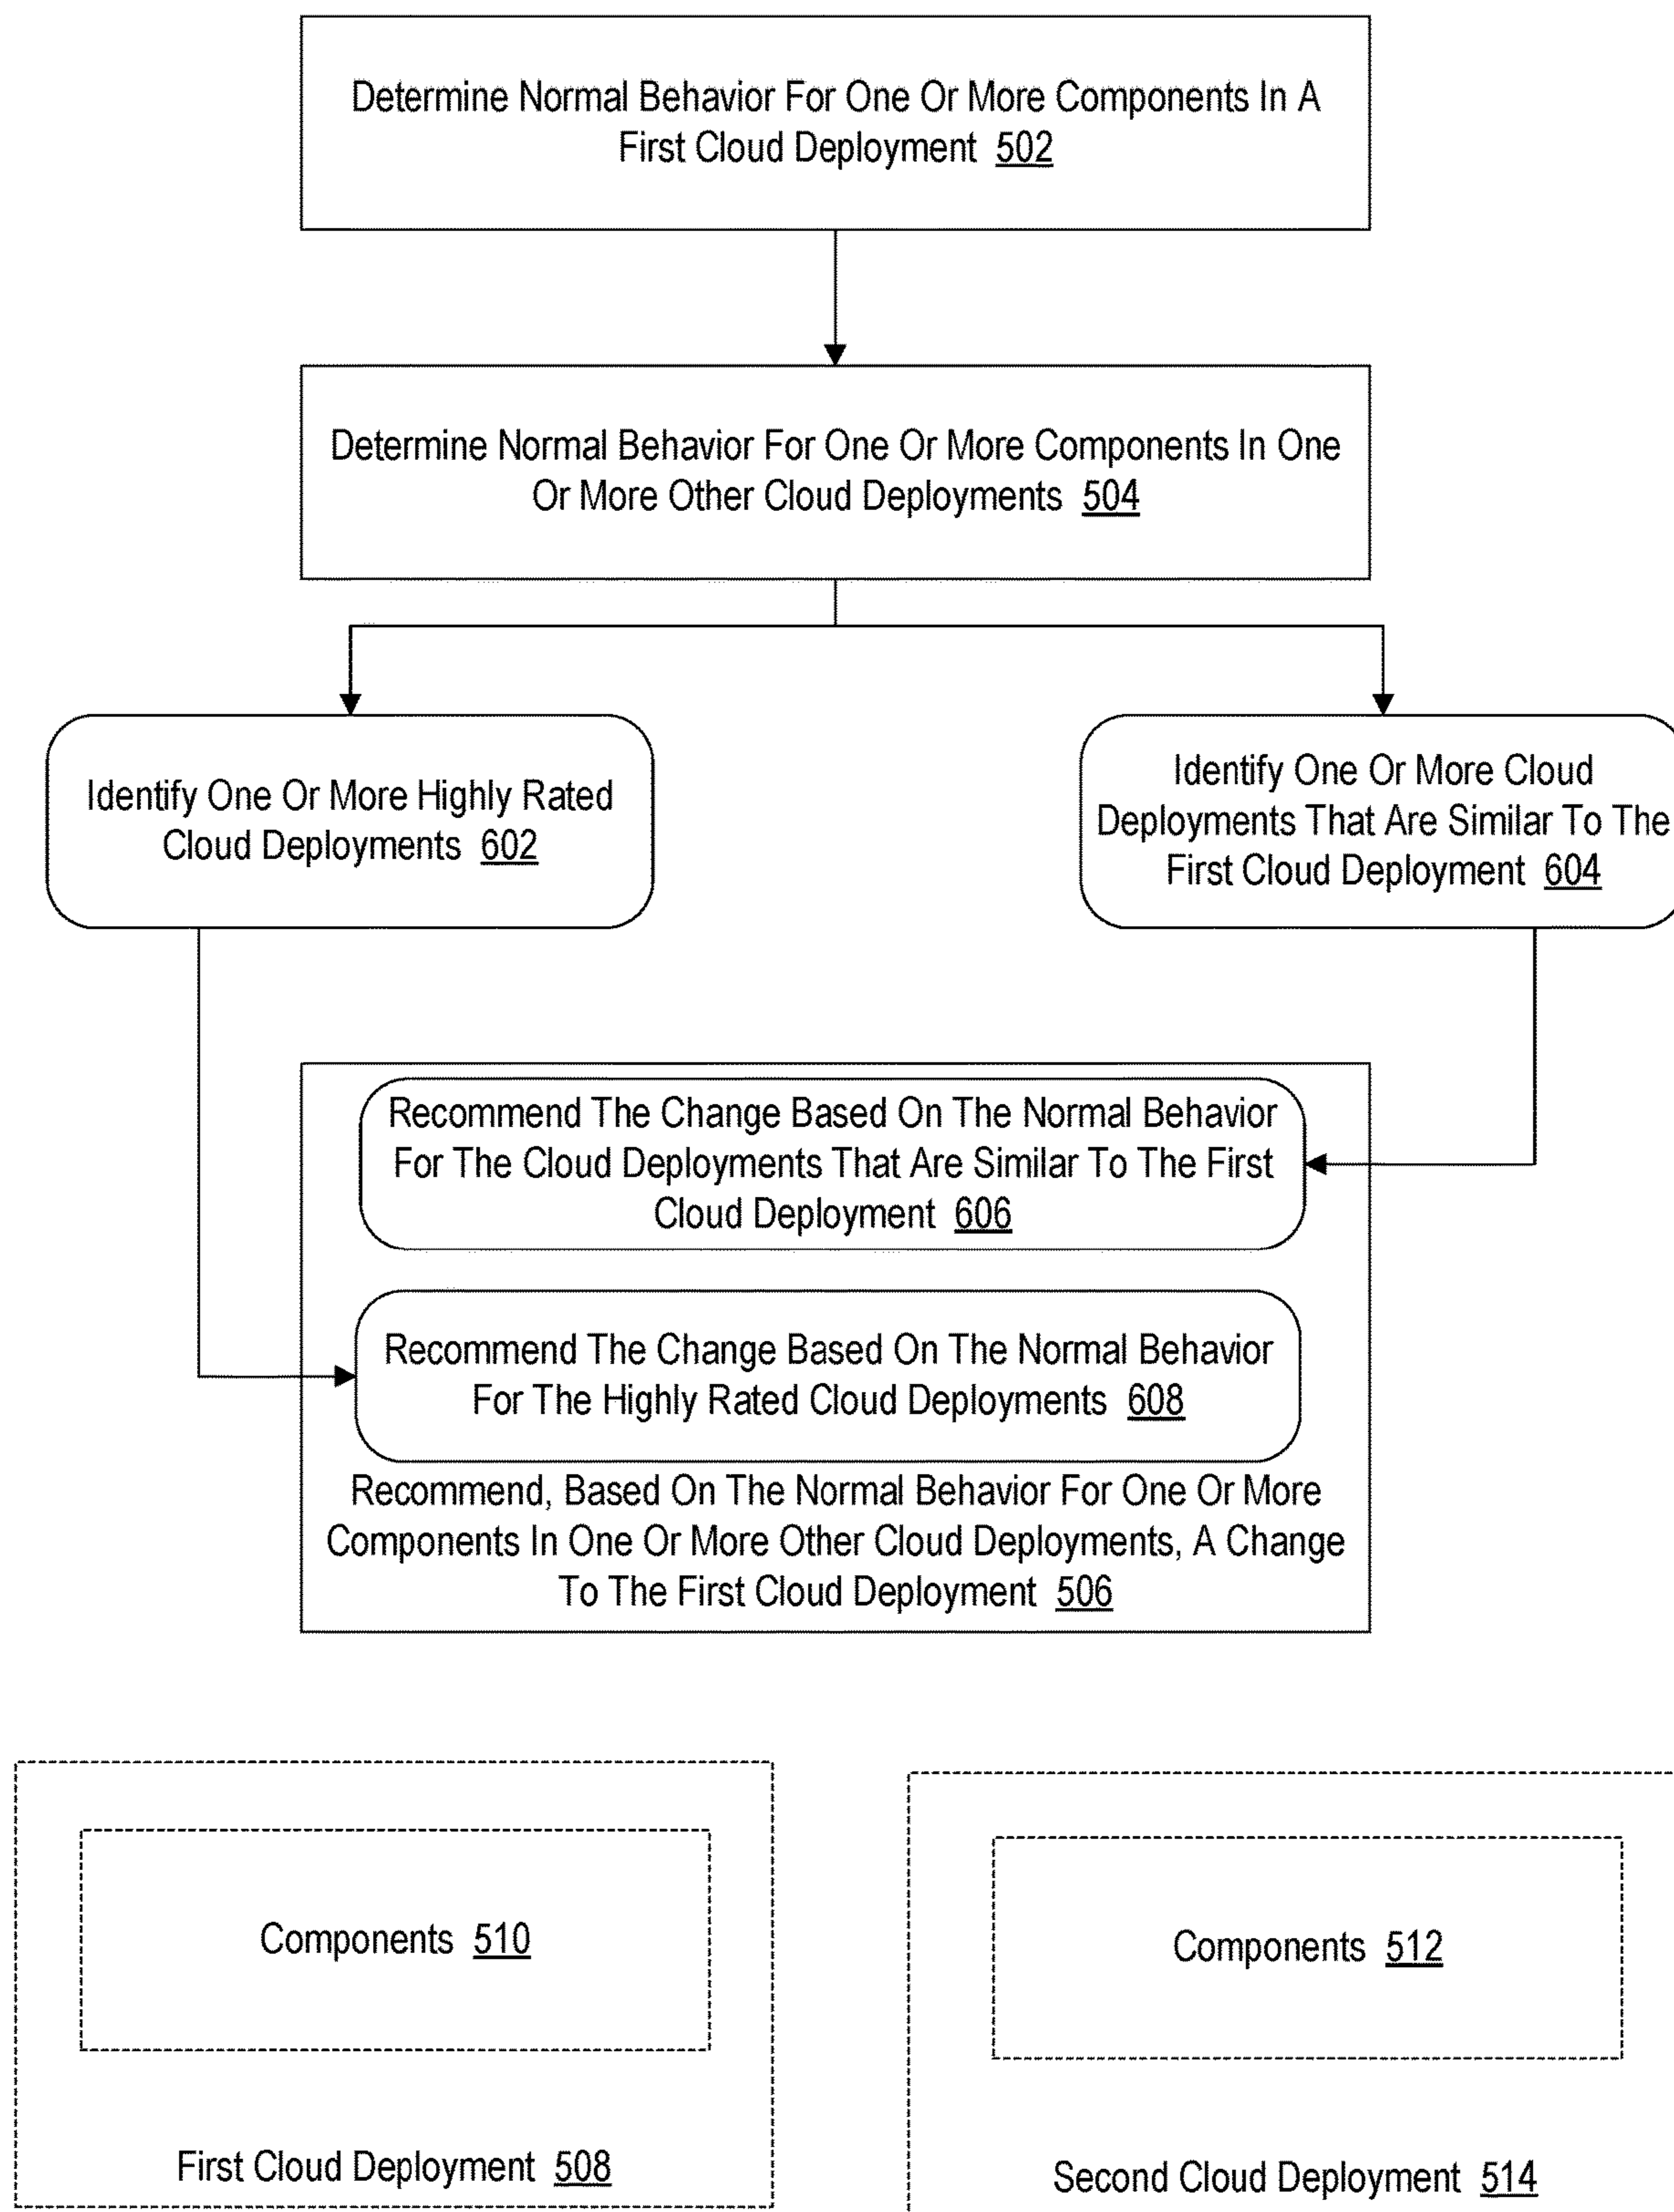 Determine Normal Behavior For One Or More Components In A
First Cloud Deployment 502
Determine Normal Behavior For One Or More Components In One
Or More Other Cloud Deployments 504
Identify One Or More Highly Rated
Cloud Deployments 602
Identify One Or More Cloud
Deployments That Are Similar To The
First Cloud Deployment 604
Recommend The Change Based On The Normal Behavior
For The Cloud Deployments That Are Similar To The First
Cloud Deployment 606
Recommend The Change Based On The Normal Behavior
For The Highly Rated Cloud Deployments 608
Recommend, Based On The Normal Behavior For One Or More
Components In One Or More Other Cloud Deployments, A Change
To The First Cloud Deployment 506
Components 510
First Cloud Deployment 508
Components 512
Second Cloud Deployment 514